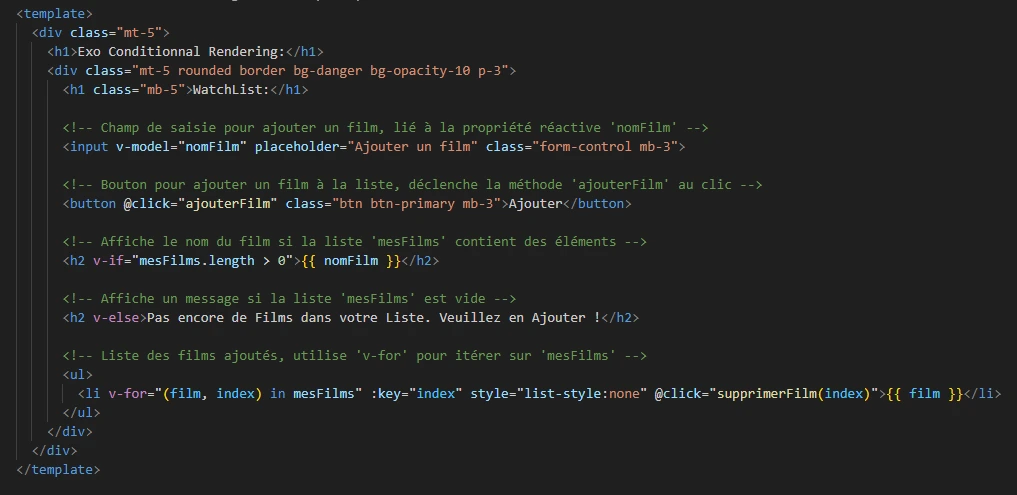 <template>
<div class="mt-5">
<h1>Exo Conditionnal Rendering:</h1>
<div class="mt-5 rounded border bg-danger bg-opacity-10 p-3">
<h1 class="mb-5">WatchList:</h1>
<!-- Champ de saisie pour ajouter un film, lié à la propriété réactive 'nomFilm' -->
<input v-model="nomFilm" placeholder="Ajouter un film" class="form-control mb-3">
<!-- Bouton pour ajouter un film à la liste, déclenche la méthode 'ajouterFilm' au clic -->
<button @click="ajouterFilm" class="btn btn-primary mb-3">Ajouter</button>
<!-- Affiche le nom du film si la liste 'mesFilms' contient des éléments -->
<h2 v-if="mesFilms.length > 0">{{ nomFilm }}</h2>
<!-- Affiche un message si la liste 'mesFilms' est vide -->
<h2 v-else>Pas encore de Films dans votre Liste. Veuillez en Ajouter !</h2>
<!-- Liste des films ajoutés, utilise 'v-for' pour itérer sur 'mesFilms' -->
<ul>
<li v-for="(film, index) in mesFilms" :key="index" style="list-style:none" @click="supprimerFilm(index)">{{ film }}</li>
</ul>
</div>
</div>
</template>